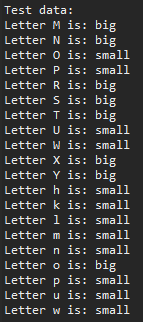 Test data:
Letter M is: big
Letter N is: big
Letter O is: small
Letter P is: small
Letter R is: big
Letter S is: big
Letter T is: big
Letter U is: small
Letter W is: small
Letter X is: big
Letter Y is: big
Letter h is: small
Letter k is: small
Letter l is: small
Letter m is: small
Letter n is: small
Letter o is: big
Letter p is: small
Letter u is: small
Letter w is: small